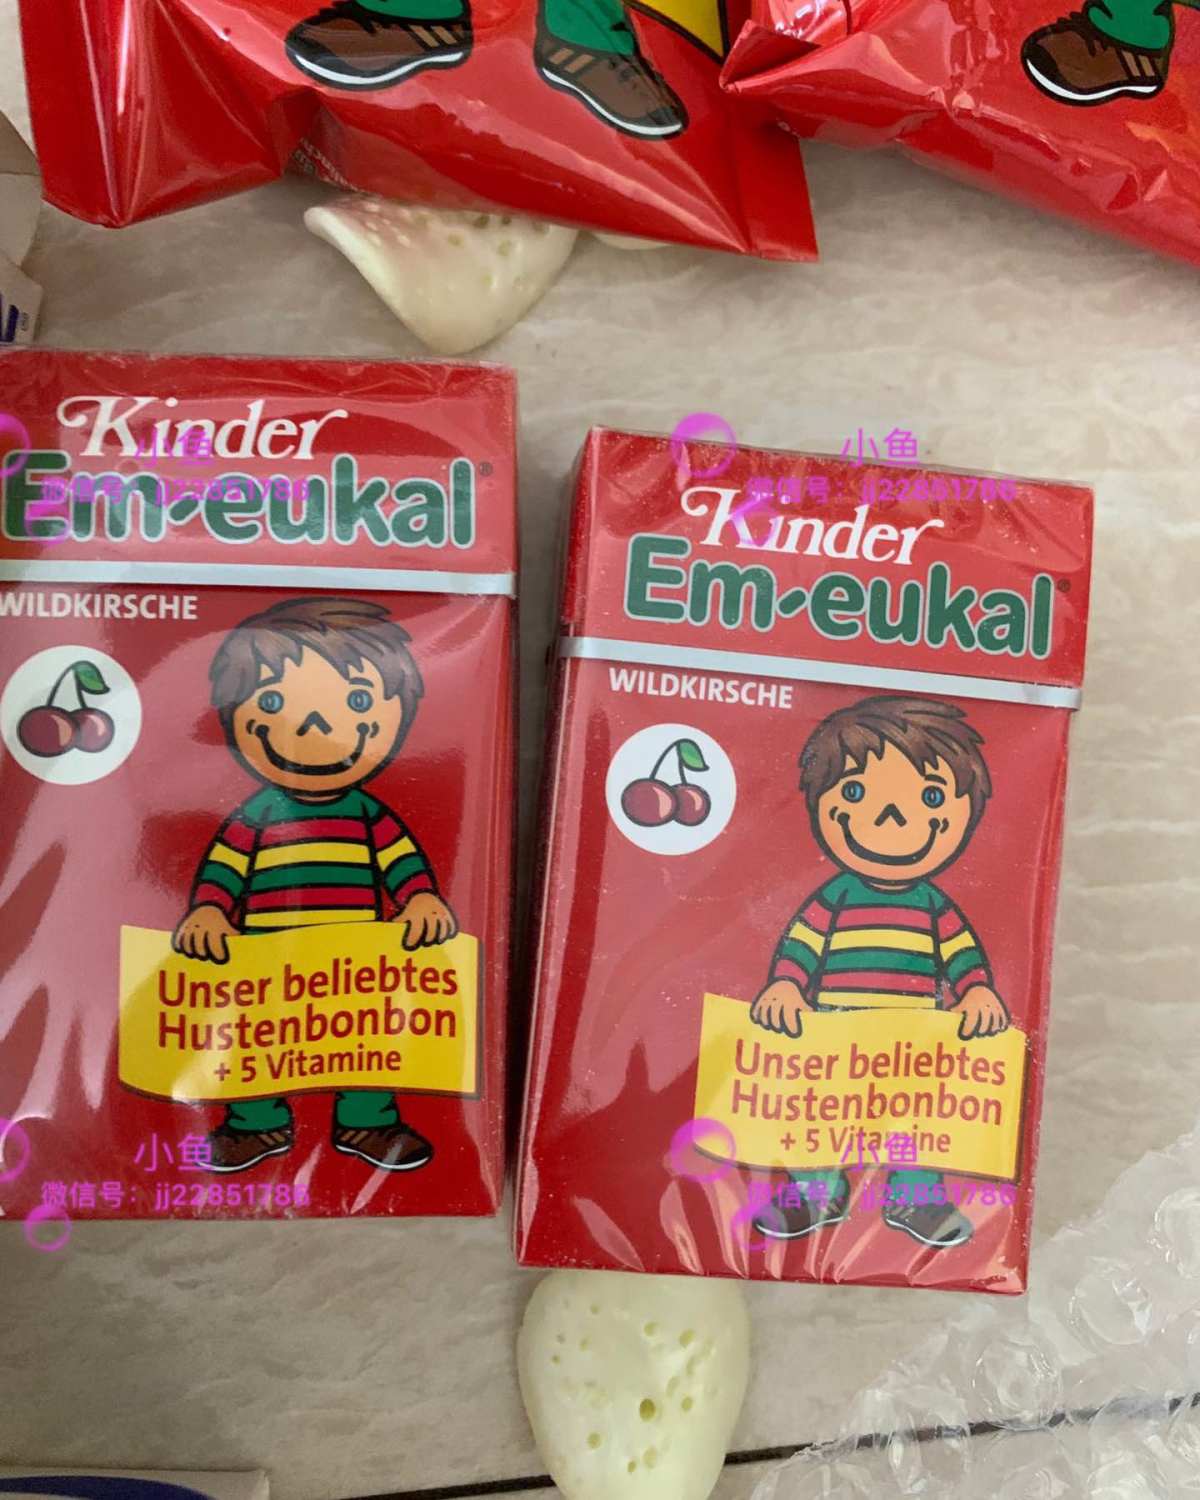 Kinder
Em-eukal®
WILDKIRSCHE
Unser beliebtes
Hustenbonbon
+ 5 Vitamine
Kinder
Em-eukal®
WILDKIRSCHE
Unser beliebtes
Hustenbonbon
+ 5 Vitamine
小鱼
微信号：jj22851786
小鱼
微信号：jj22851786
小鱼
微信号：jj22851786
小鱼
微信号：jj22851786